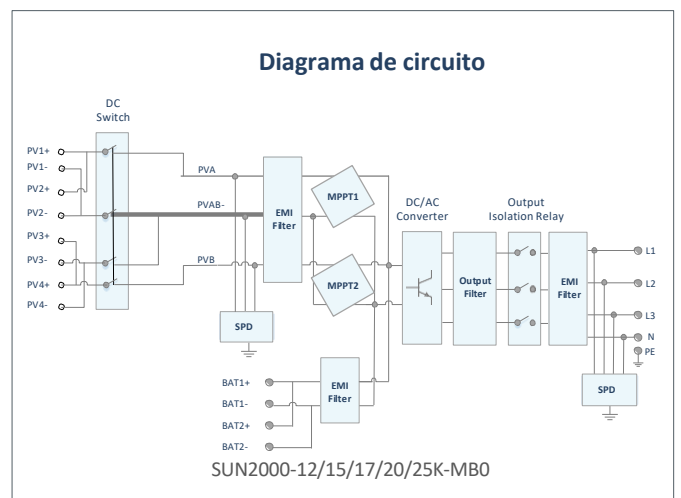 Diagrama de circuito
DC
Switch
PV1+
PV1-
PV2+
PV2-
PV3+
PV3-
PV4+
PV4-
PVA
PVAB-
PVB
EMI
Filter
SPD
MPPT1
MPPT2
DC/AC
Converter
Output
Filter
Output
Isolation Relay
EMI
Filter
L1
L2
L3
N
PE
SPD
BAT1+
BAT1-
BAT2+
BAT2-
EMI
Filter
SUN2000-12/15/17/20/25K-MB0